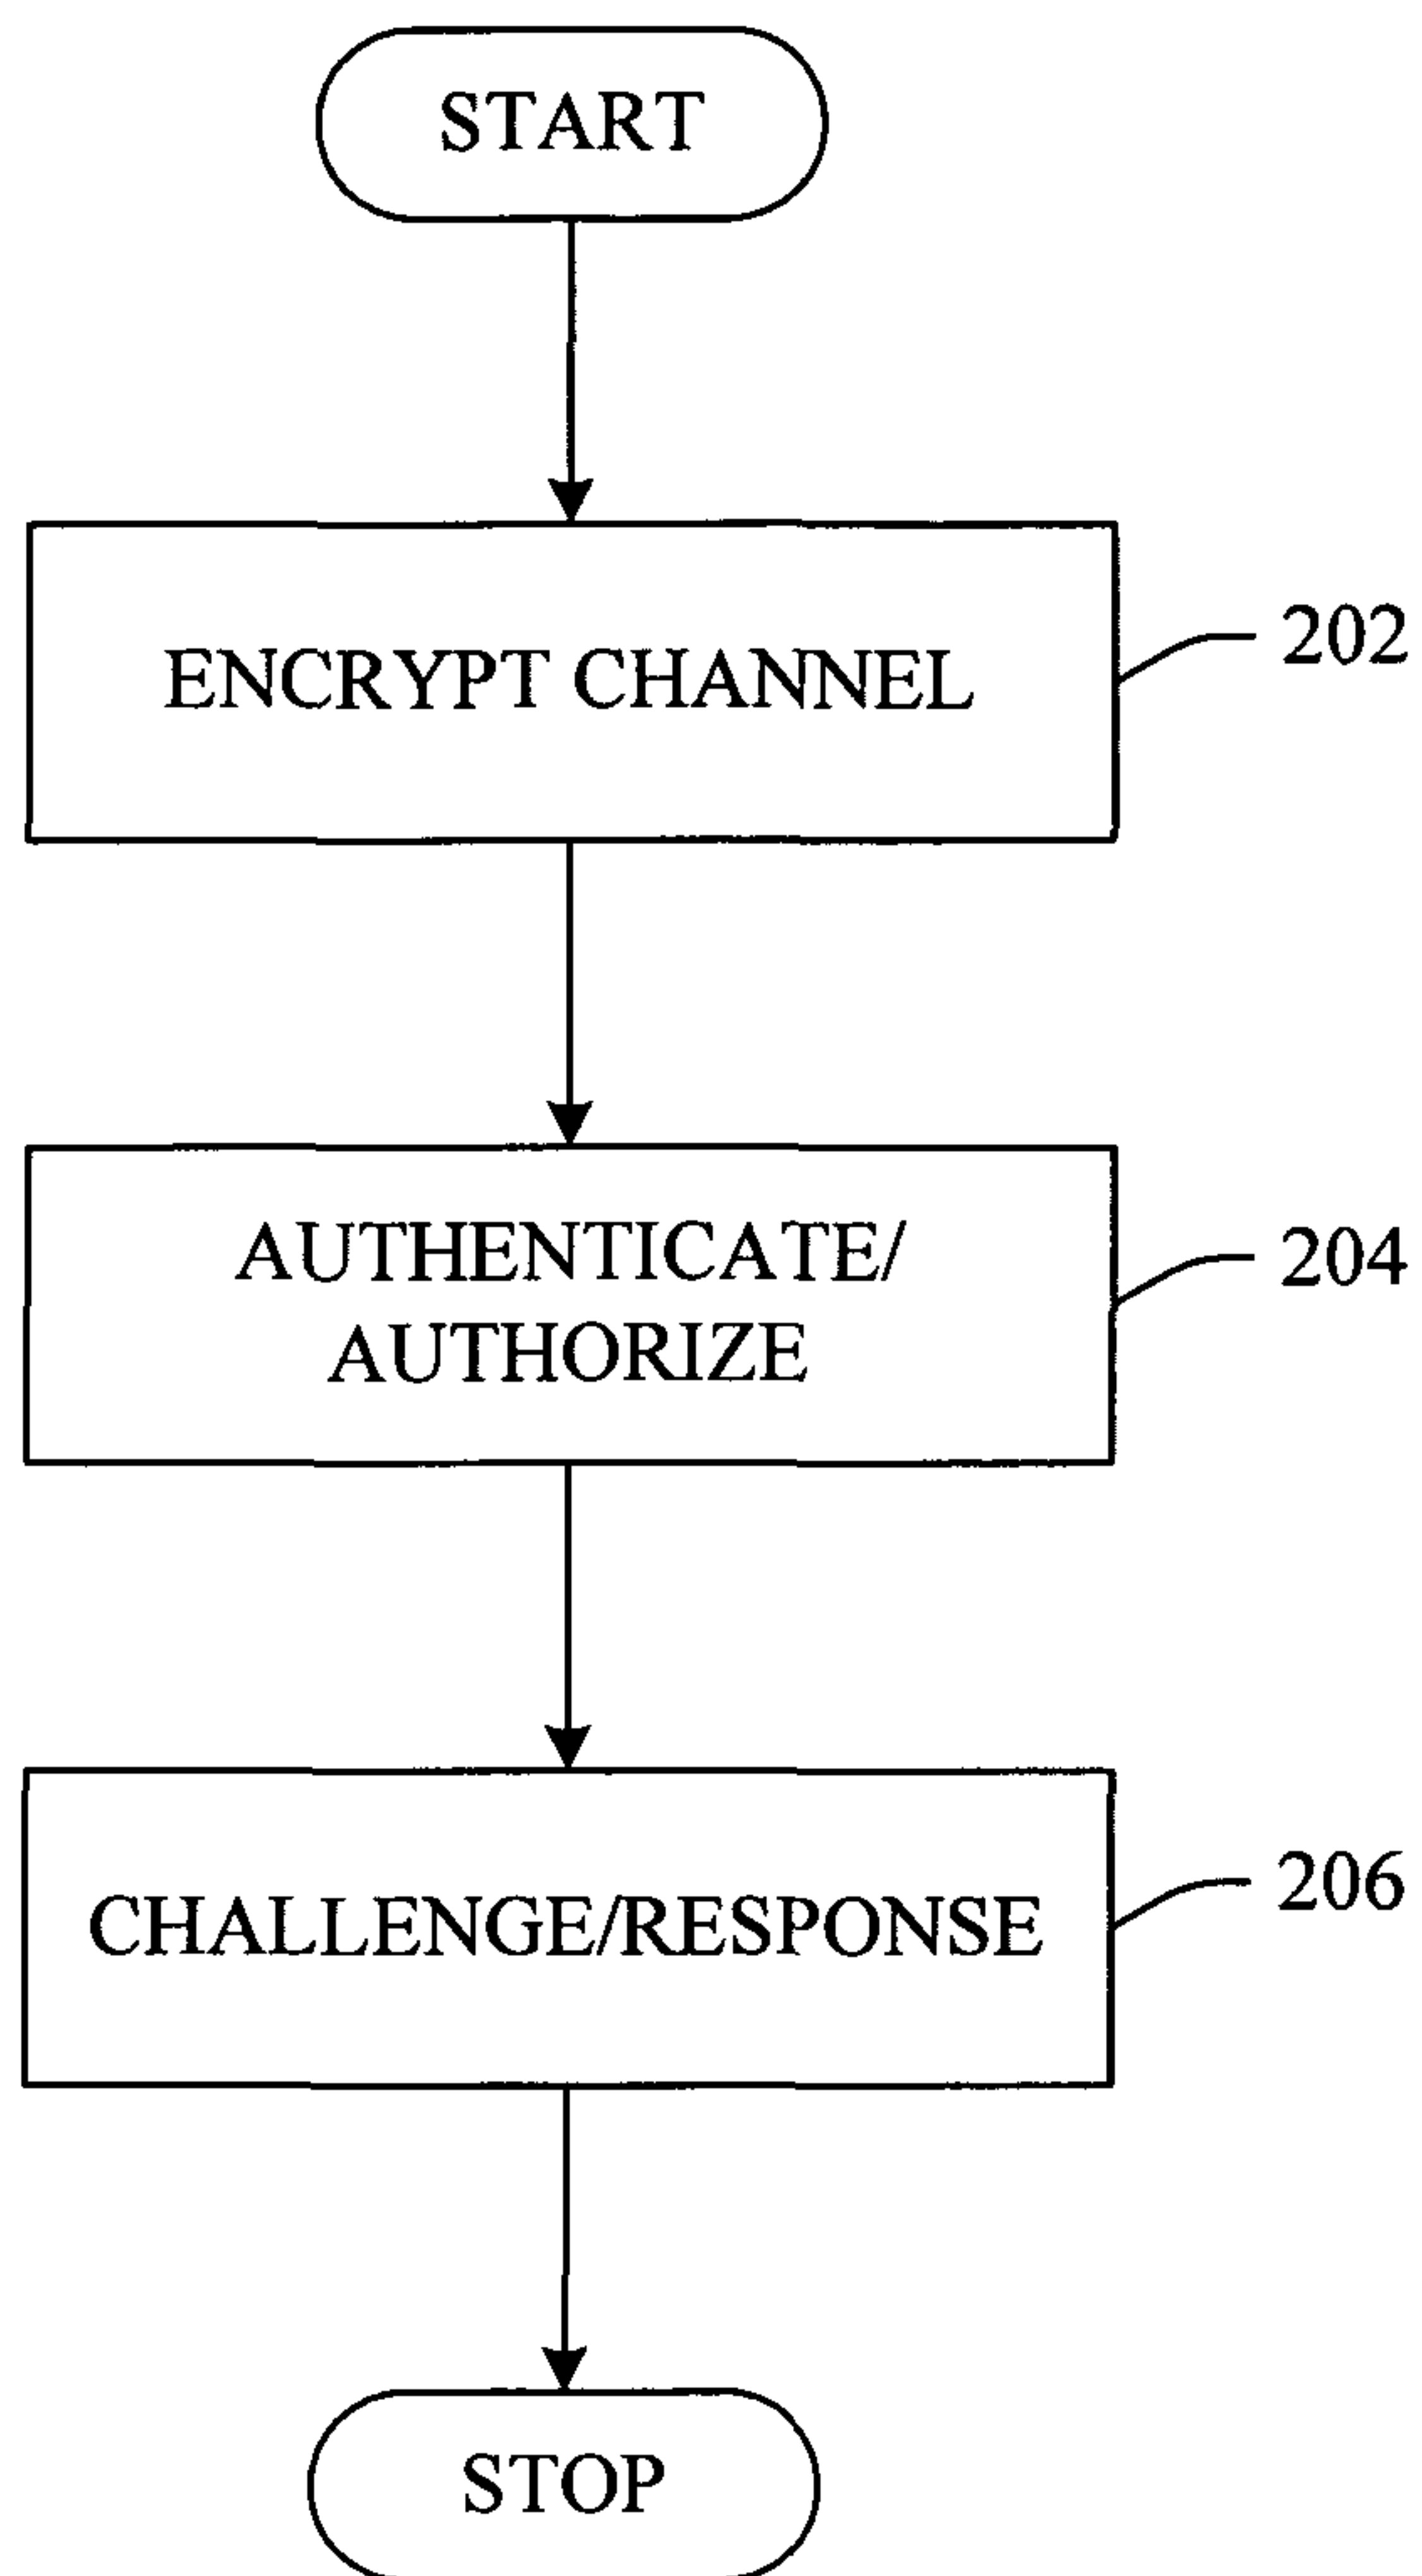 START
ENCRYPT CHANNEL
202
AUTHENTICATE/
AUTHORIZE
204
CHALLENGE/RESPONSE
206
STOP